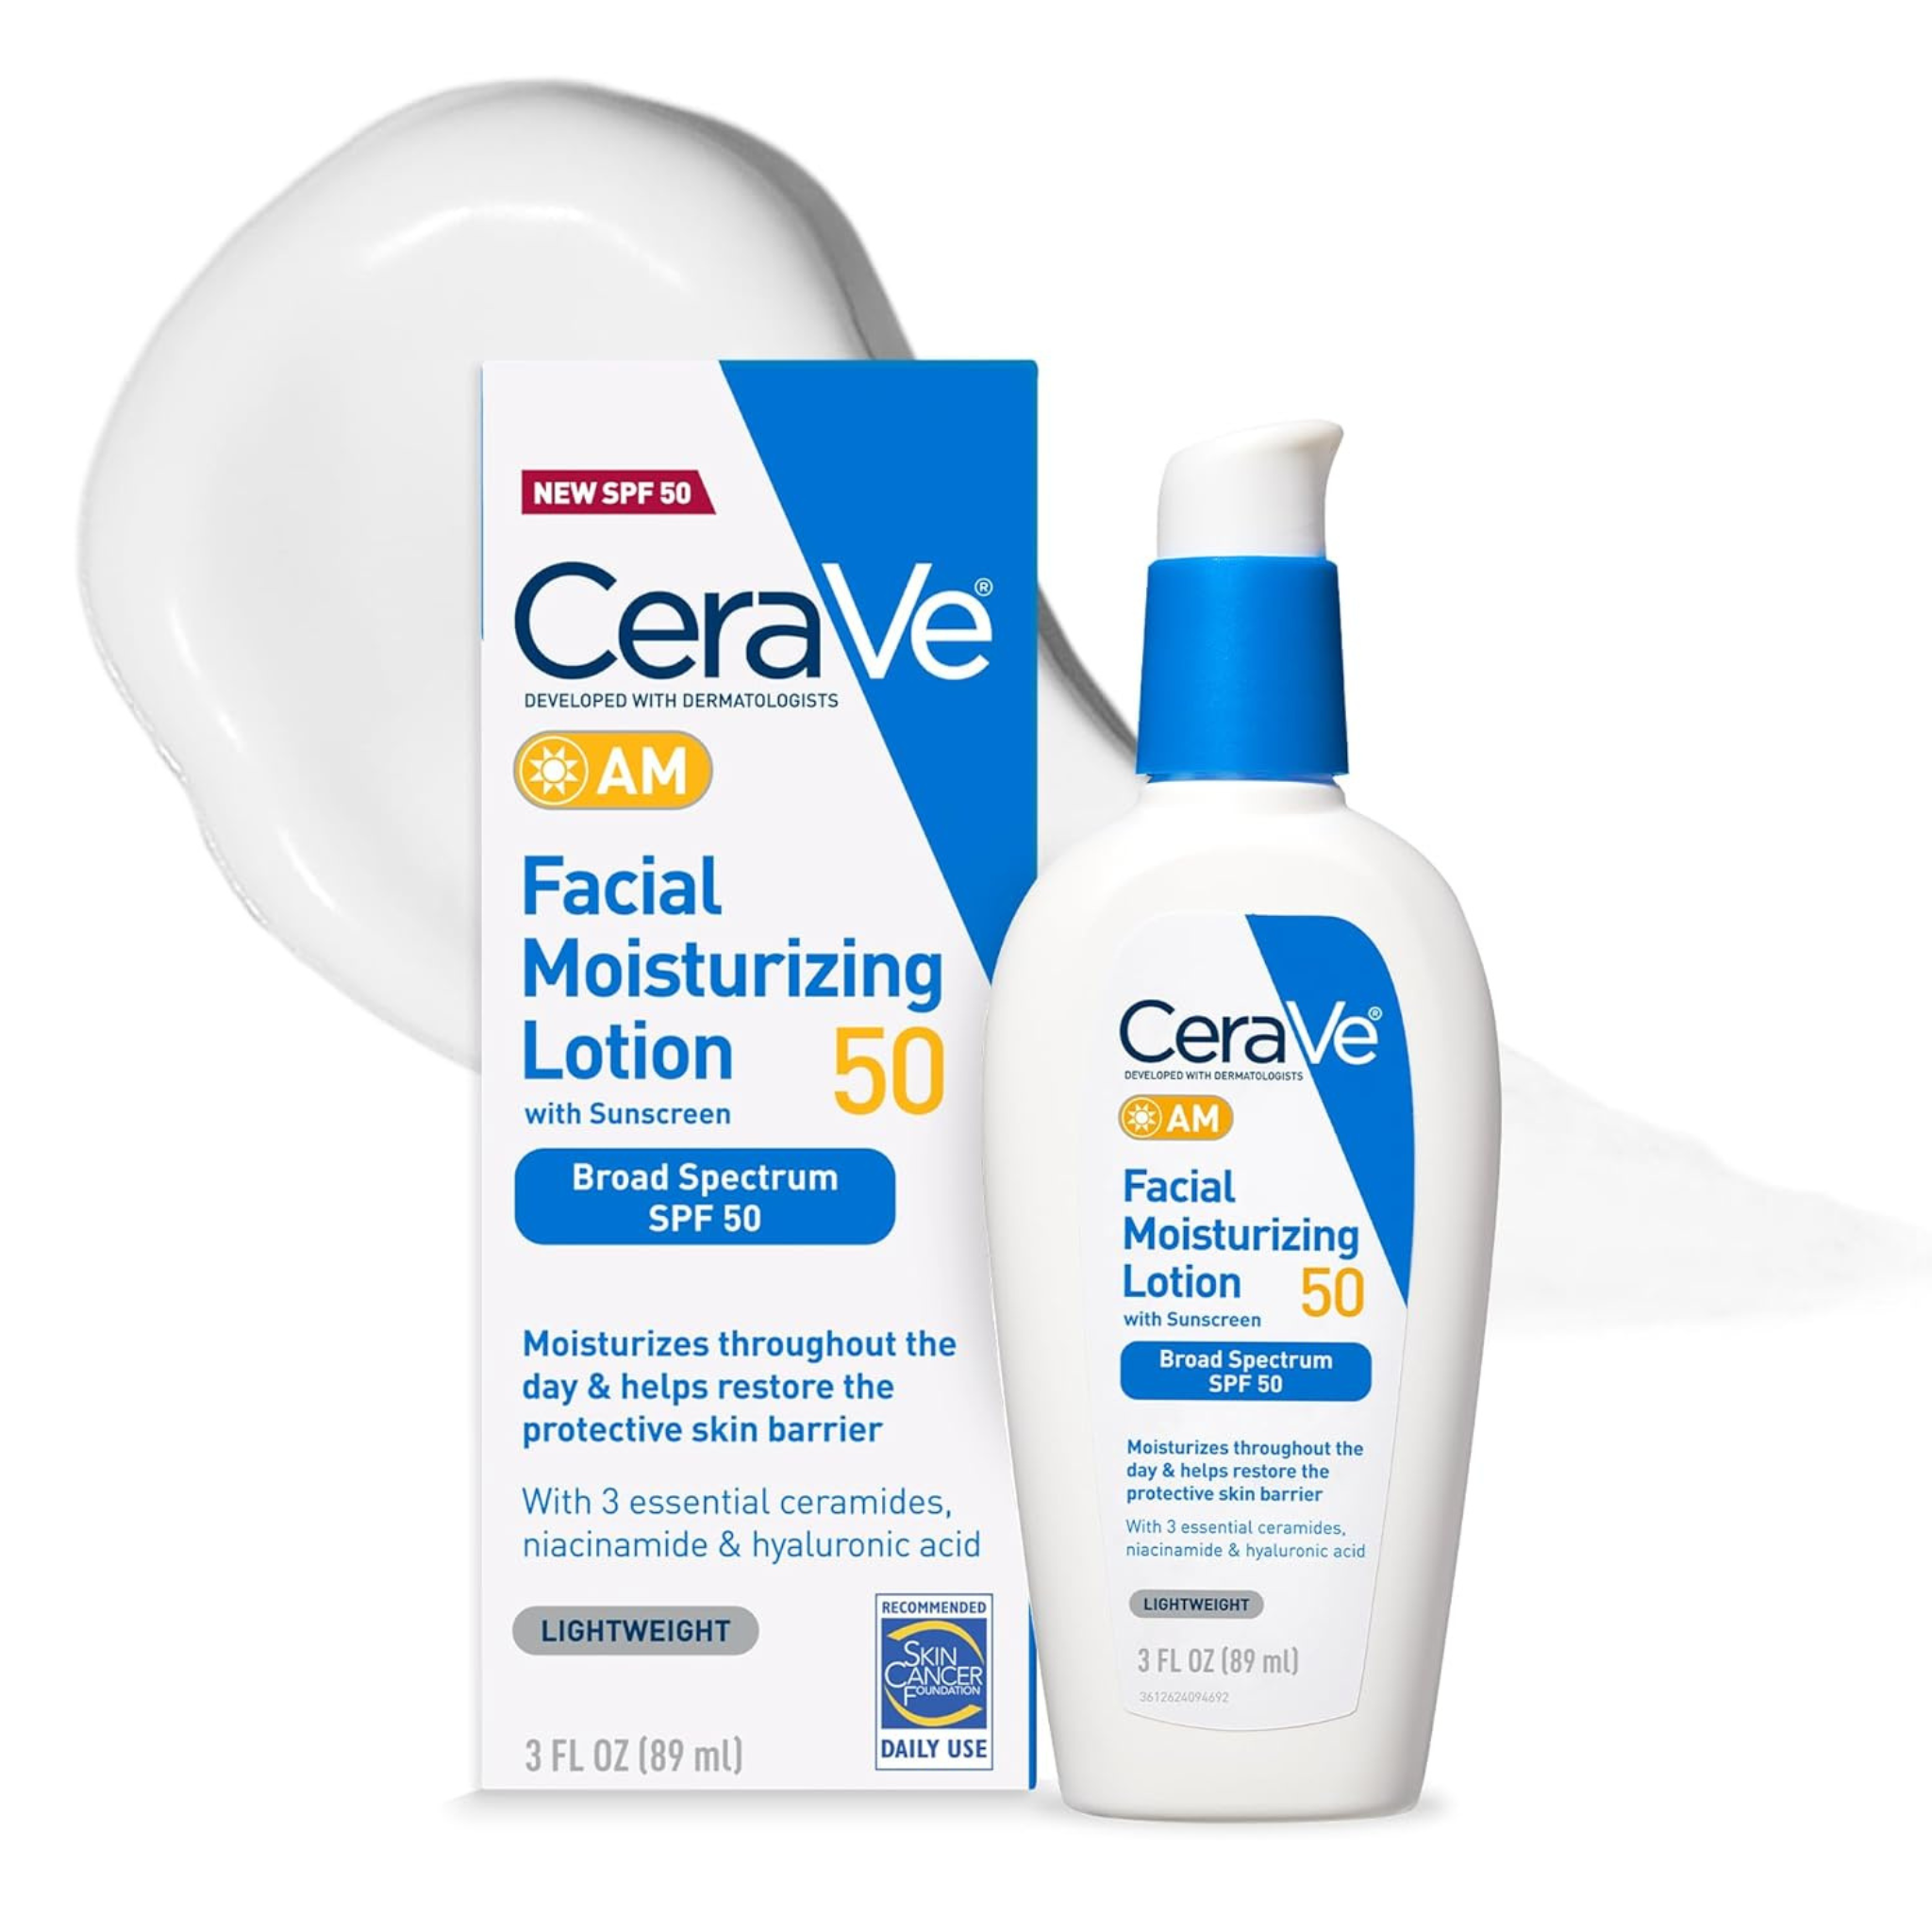 NEW SPF 50
CeraVe®
DEVELOPED WITH DERMATOLOGISTS
AM
Facial
Moisturizing
Lotion 50
with Sunscreen
Broad Spectrum
SPF 50
Moisturizes throughout the
day & helps restore the
protective skin barrier
With 3 essential ceramides,
niacinamide & hyaluronic acid
LIGHTWEIGHT
3 FL OZ (89 ml)
RECOMMENDED
SKIN
CANCER
FOUNDATION
DAILY USE
CeraVe®
DEVELOPED WITH DERMATOLOGISTS
AM
Facial
Moisturizing
Lotion 50
with Sunscreen
Broad Spectrum
SPF 50
Moisturizes throughout the
day & helps restore the
protective skin barrier
With 3 essential ceramides,
niacinamide & hyaluronic acid
LIGHTWEIGHT
3 FL OZ (89 ml)
3612624094692